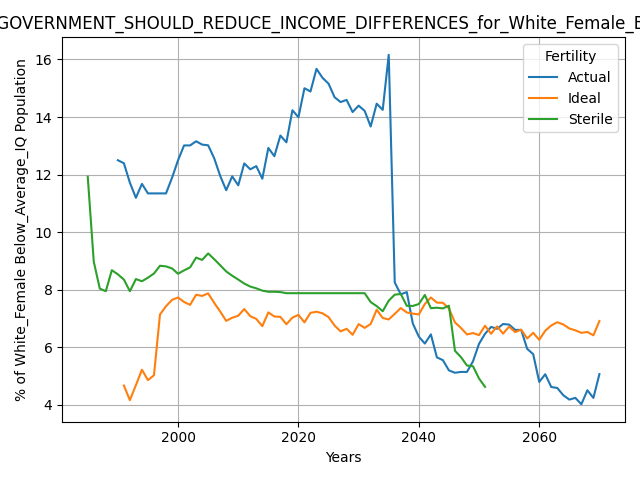 GOVERNMENT_SHOULD_REDUCE_INCOME_DIFFERENCES_for_White_Female_B
Fertility
Actual
Ideal
Sterile
% of White_Female Below_Average_IQ Population
16
14
12
10
8
6
4
2000
2020
2040
2060
Years